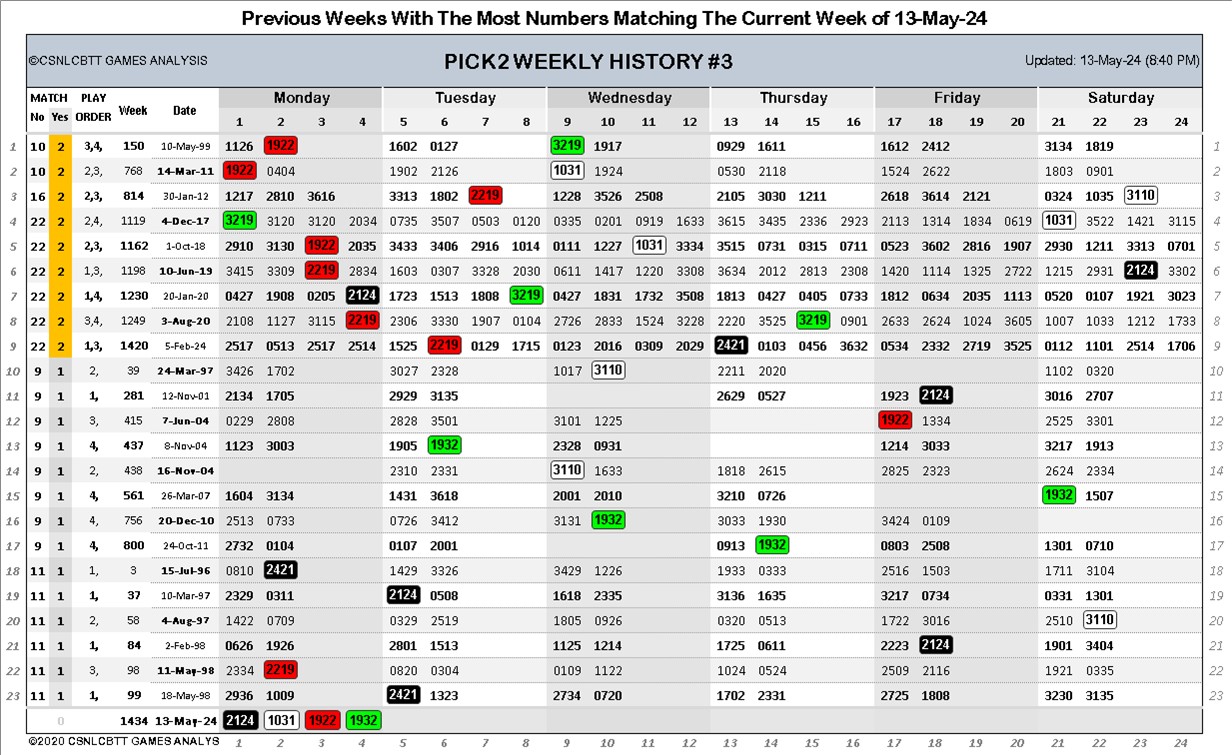 Previous Weeks With The Most Numbers Matching The Current Week of 13-May-24
©CSNLCBTT GAMES ANALYSIS PICK2 WEEKLY HISTORY #3 Updated: 13-May-24 (8:40 PM)
MATCH PLAY Week Date Monday Tuesday Wednesday Thursday Friday Saturday
No Yes ORDER 1 2 3 4 5 6 7 8 9 10 11 12 13 14 15 16 17 18 19 20 21 22 23 24
1 10 2 3,4, 150 10-May-99 1126 1922 1602 0127 3219 1917 0929 1611 1612 2412 3134 1819 1
2 10 2 2,3, 768 14-Mar-11 1922 0404 1902 2126 1031 1924 0530 2118 1524 2622 1803 0901 2
3 16 2 2,3, 814 30-Jan-12 1217 2810 3616 3313 1802 2219 1228 3526 2508 2105 3030 1211 2618 3614 2121 0324 1035 3110 3
4 22 2 2,4, 1119 4-Dec-17 3219 3120 3120 2034 0735 3507 0503 0120 0335 0201 0919 1633 3615 3435 2336 2923 2113 1314 1834 0619 1031 3522 1421 3115 4
5 22 2 2,3, 1162 1-Oct-18 2910 3130 1922 2035 3433 3406 2916 1014 0111 1227 1031 3334 3515 0731 0315 0711 0523 3602 2816 1907 2930 1211 3313 0701 5
6 22 2 1,3, 1198 10-Jun-19 3415 3309 2219 2834 1603 0307 3328 2030 0611 1417 1220 3308 3634 2012 2813 2308 1420 1114 1325 2722 1215 2931 2124 3302 6
7 22 2 1,4, 1230 20-Jan-20 0427 1908 0205 2124 1723 1513 1808 3219 0427 1831 1732 3508 1813 0427 0405 0733 1812 0634 2035 1113 0520 0107 1921 3023 7
8 22 2 3,4, 1249 3-Aug-20 2108 1127 3115 2219 2306 3330 1907 0104 2726 2832 1524 3228 2220 3525 3219 0901 2633 2624 1024 3605 1007 1033 1212 1733 8
9 22 2 1,3, 1420 5-Feb-24 2517 0513 2517 2514 1525 2219 0129 1715 0123 2016 0309 2029 2421 0103 0456 3632 0534 2332 2719 3525 0112 1101 2514 1706 9
10 9 1 2, 39 24-Mar-97 3426 1702 3027 2328 1017 3110 2211 2020 1102 0320 10
11 9 1 1, 281 12-Nov-01 2134 1705 2929 3135 2629 0527 1923 2124 3016 2707 11
12 9 1 3, 415 7-Jun-04 0229 2808 2828 3501 3101 1225 1922 1334 2525 3301 12
13 9 1 4, 437 8-Nov-04 1123 3003 1905 1932 2328 0931 1214 3033 3217 1913 13
14 9 1 2, 438 16-Nov-04 2310 2331 3110 1633 1818 2615 2825 2323 2624 2334 14
15 9 1 4, 561 26-Mar-07 1604 3134 1431 3618 2001 2010 3210 0726 1932 1507 15
16 9 1 4, 756 20-Dec-10 2513 0733 0726 3412 3131 1932 3033 1930 3424 0109 16
17 9 1 4, 800 24-Oct-11 2732 0104 0107 2001 0913 1932 0803 2508 1301 0710 17
18 11 1 1, 3 15-Jul-96 0810 2421 1429 3326 3429 1226 1933 0333 2516 1503 1711 3104 18
19 11 1 1, 37 10-Mar-97 2329 0311 2124 0508 1618 2335 3136 1635 3217 0734 0331 1301 19
20 11 1 2, 58 4-Aug-97 1422 0709 0329 2519 1805 0926 0320 0513 1722 3016 2510 3110 20
21 11 1 1, 84 2-Feb-98 0626 1926 2801 1513 1125 1214 1725 0611 2223 2124 1901 3404 21
22 11 1 3, 98 11-May-98 2334 2219 0820 0304 0109 1122 1024 0524 2509 2116 1921 0335 22
23 11 1 1, 99 18-May-98 2936 1009 2421 1323 2734 0720 1702 2331 2725 1808 3230 3135 23
0 1434 13-May-24 2124 1031 1922 1932
©2020 CSNLCBTT GAMES ANALYS 1 2 3 4 5 6 7 8 9 10 11 12 13 14 15 16 17 18 19 20 21 22 23 24